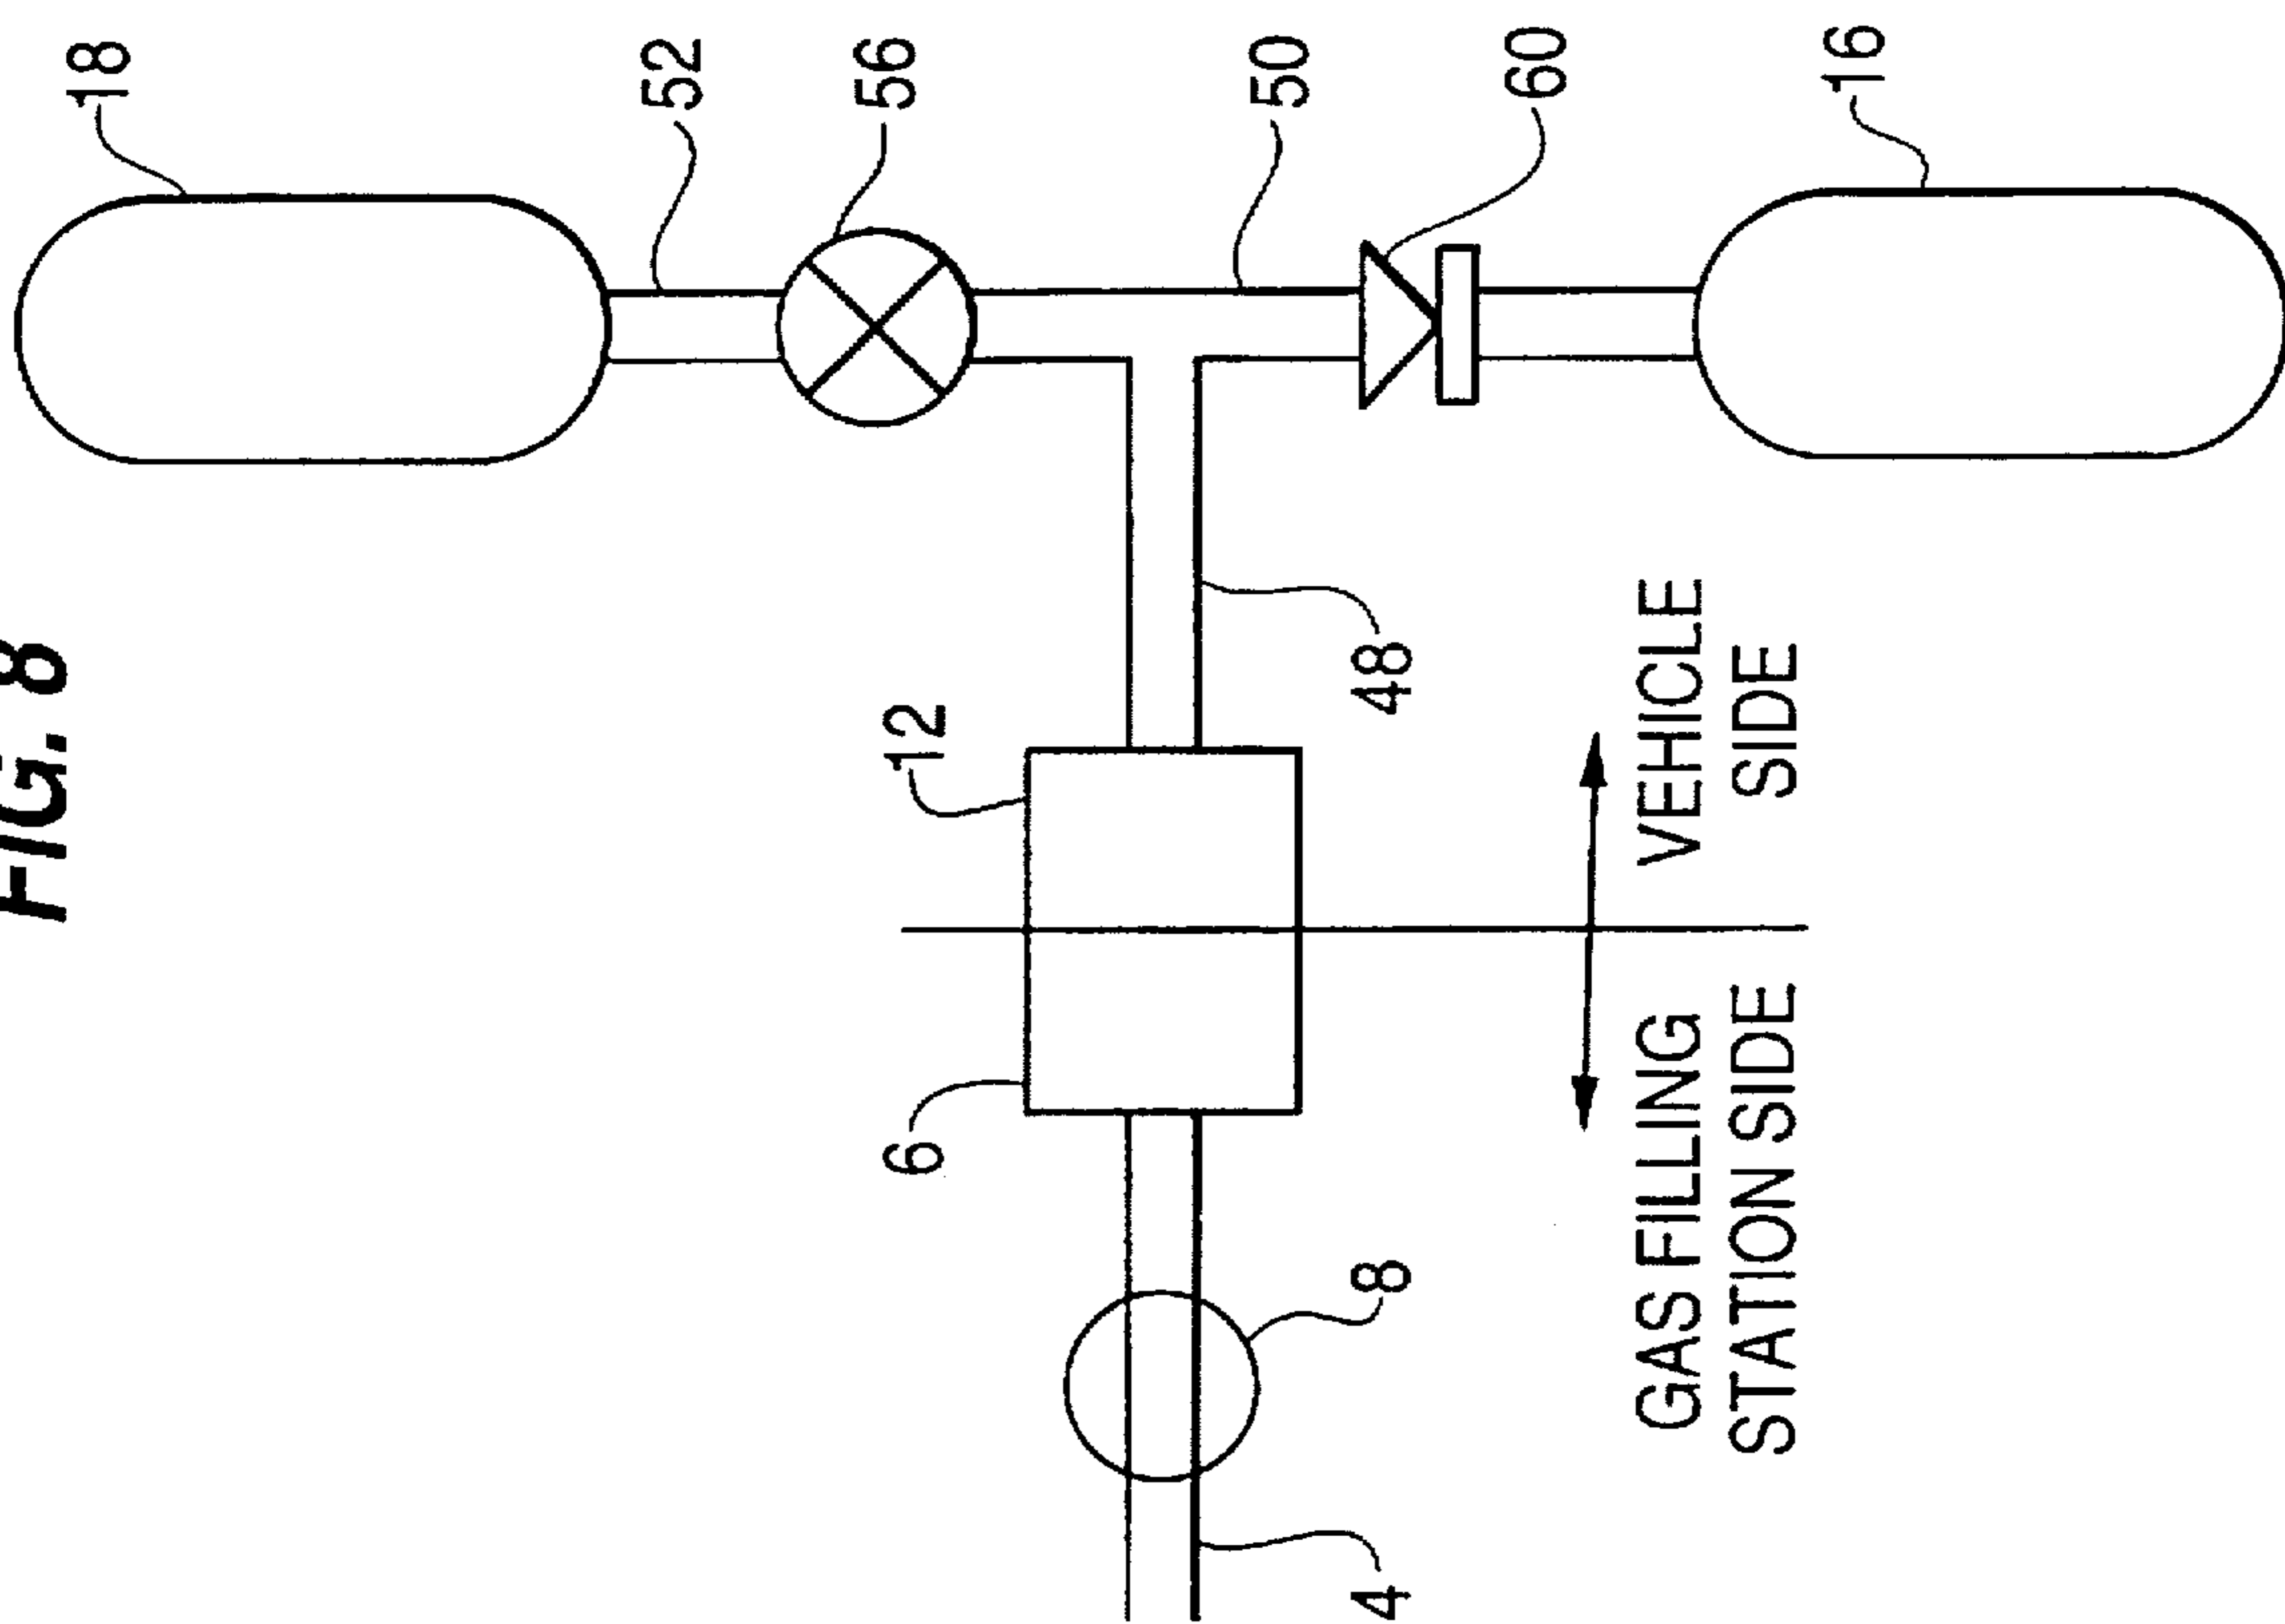 FIG. 8
18
52
56
50
60
16
12
48
6
8
4
GAS FILLING
STATION SIDE
VEHICLE
SIDE